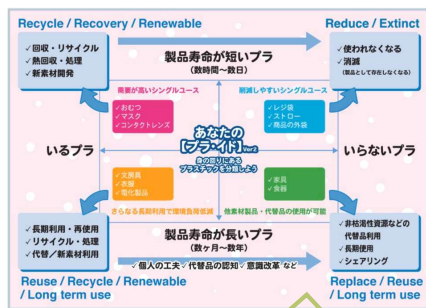 Recycle / Recovery / Renewable
Reduce / Extinct
✓回収・リサイクル
✓熱回収・処理
✓新素材開発
製品寿命が短いプラ
(数時間〜数日)
✓使われなくなる
✓消滅
(製品として存在しなくなる)
需要が高いシングルユース
削減しやすいシングルユース
✓おむつ
✓マスク
✓コンタクトレンズ
✓レジ袋
✓ストロー
✓商品の外袋
いるプラ
あなたの
【プラ・イド】Ver2
身の回りにある
プラスチックを分類しよう
いらないプラ
✓文房具
✓衣服
✓電化製品
✓家具
✓食器
さらなる長期利用で環境負荷低減
他素材製品・代替品の使用が可能
✓長期利用・再使用
✓リサイクル・処理
✓代替/新素材利用
製品寿命が長いプラ
(数ヶ月〜数年)
✓個人の工夫✓代替品の認知✓意識改革 など
✓非枯渇性資源などの
代替品利用
✓長期使用
✓シェアリング
Reuse / Recycle / Renewable
/ Long term use
Replace / Reuse
/ Long term use